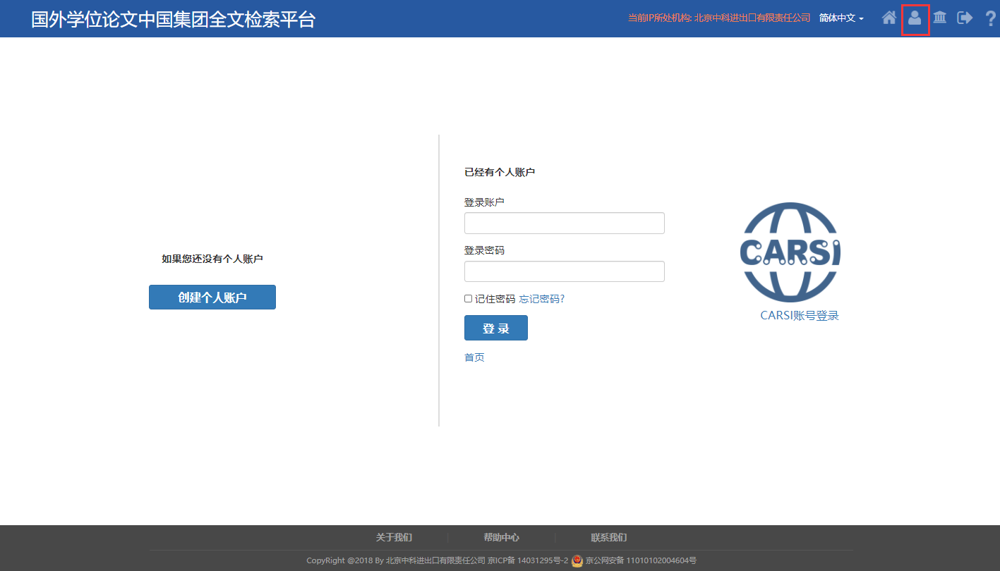 国外学位论文中国集团全文检索平台
当前IP所处机构: 北京中科进出口有限责任公司 简体中文
如果您还没有个人账户
创建个人账户
已经有个人账户
登录账户
登录密码
记住密码 忘记密码?
登 录
首页
CARSI
CARSI账号登录
关于我们 | 帮助中心 | 联系我们
CopyRight @2018 By 北京中科进出口有限责任公司 京ICP备 14031295号-2 京公网安备 11010102004604号